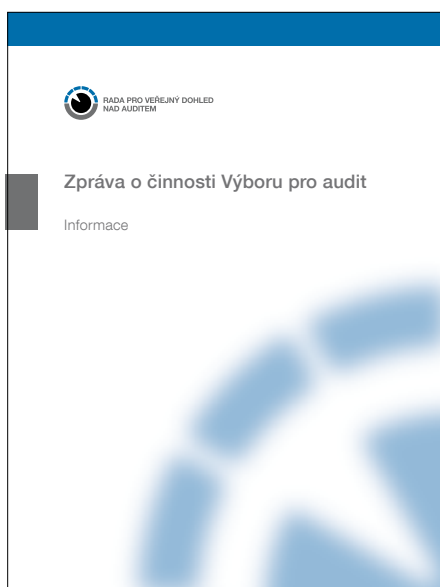 RADA PRO VEŘEJNÝ DOHLED
NAD AUDITEM
Zpráva o činnosti Výboru pro audit
Informace